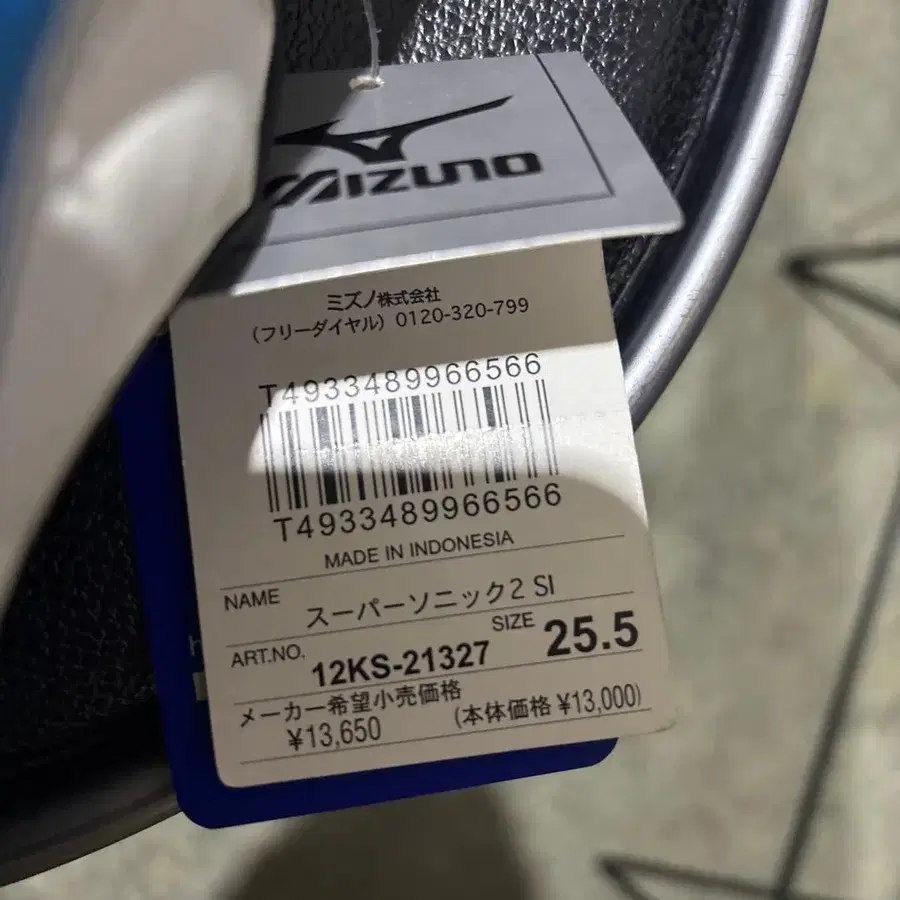 MIZUNO
ミズノ株式会社
(フリーダイヤル) 0120-320-799
T4933489966566
T4933489966566
MADE IN INDONESIA
NAME スーパーソニック2 SI
ART.NO. 12KS-21327 SIZE 25.5
メーカー希望小売価格
¥13,650 (本体価格 ¥13,000)